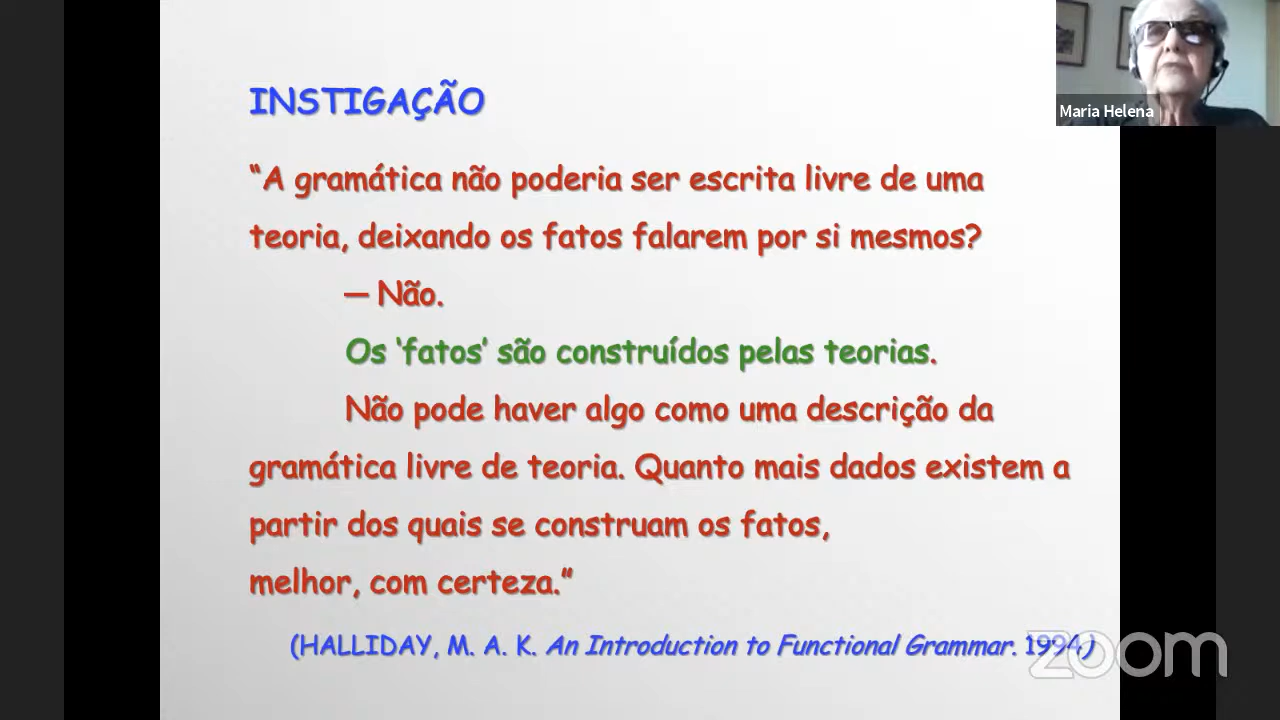 INSTIGAÇÃO
Maria Helena
“A gramática não poderia ser escrita livre de uma
teoria, deixando os fatos falarem por si mesmos?
— Não.
Os ‘fatos’ são construídos pelas teorias.
Não pode haver algo como uma descrição da
gramática livre de teoria. Quanto mais dados existem a
partir dos quais se construam os fatos,
melhor, com certeza.”
(HALLIDAY, M. A. K. An Introduction to Functional Grammar. 1994)
zoom